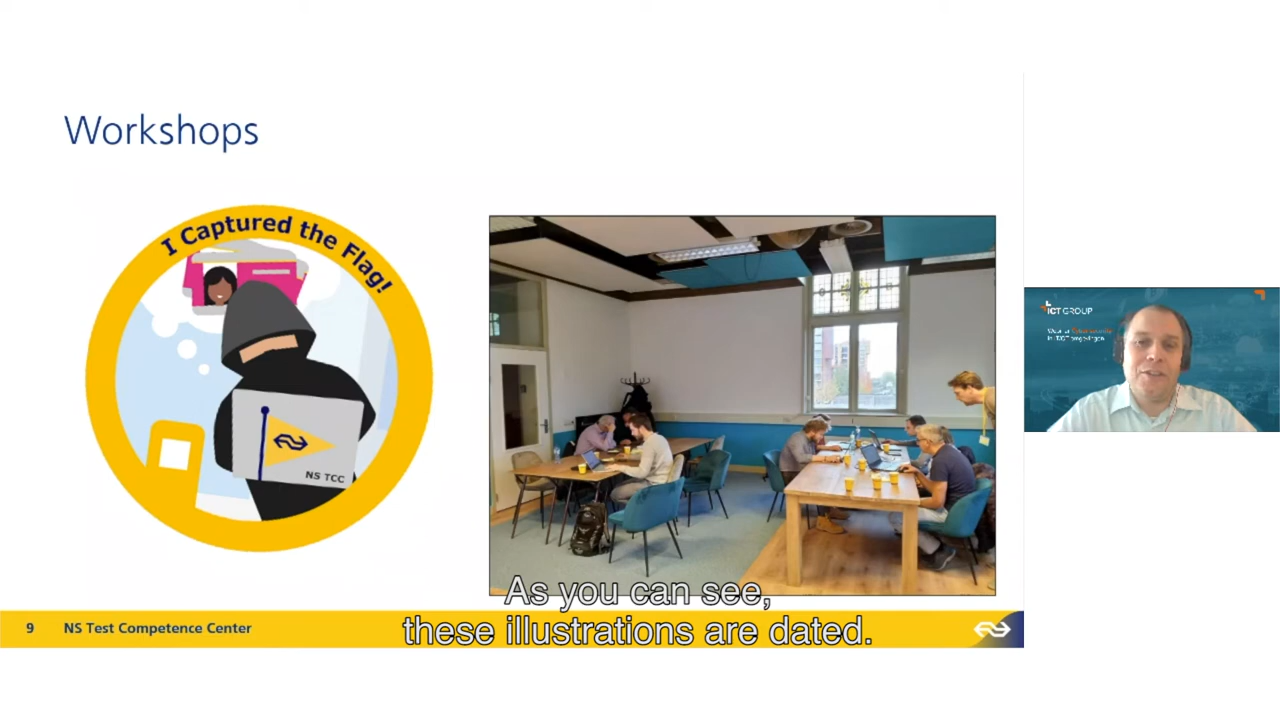 Workshops
I Captured the Flag!
NS TCC
ICT GROUP
As you can see,
these illustrations are dated.
9 NS Test Competence Center